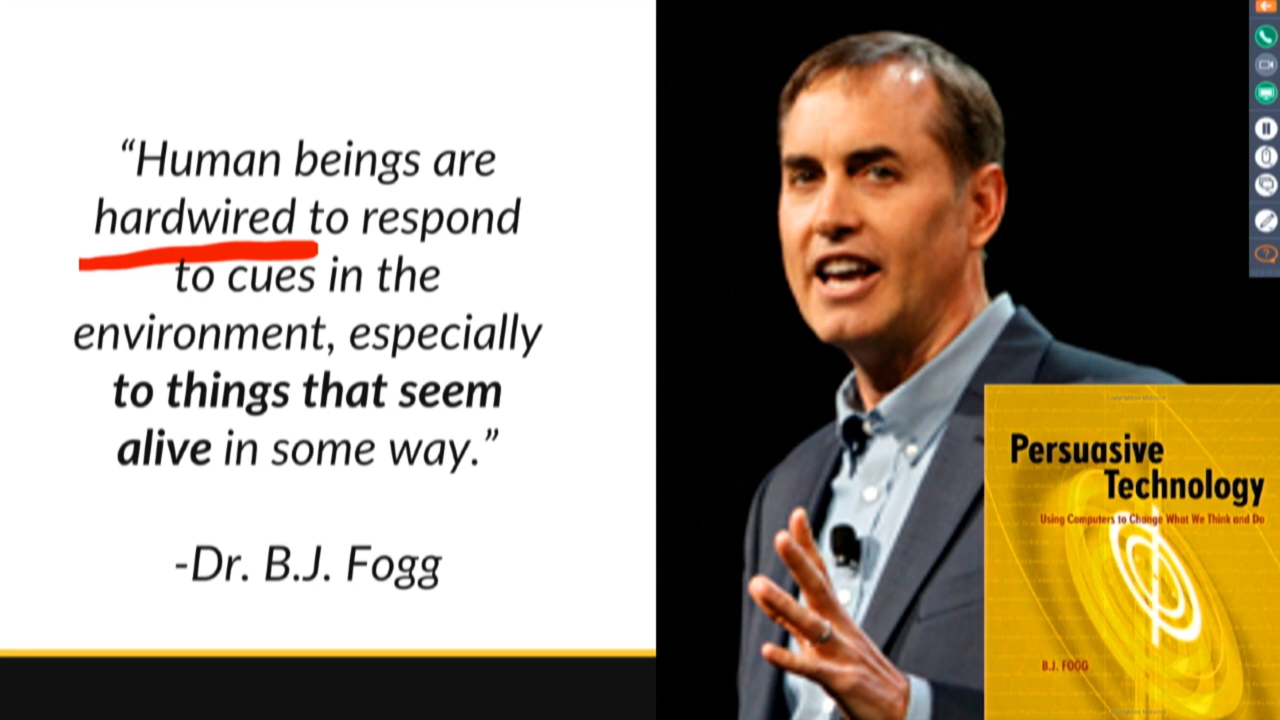 “Human beings are
hardwired to respond
to cues in the
environment, especially
to things that seem
alive in some way.”
-Dr. B.J. Fogg
Persuasive
Technology
Using Computers to Change What We Think and Do
B.J. FOGG